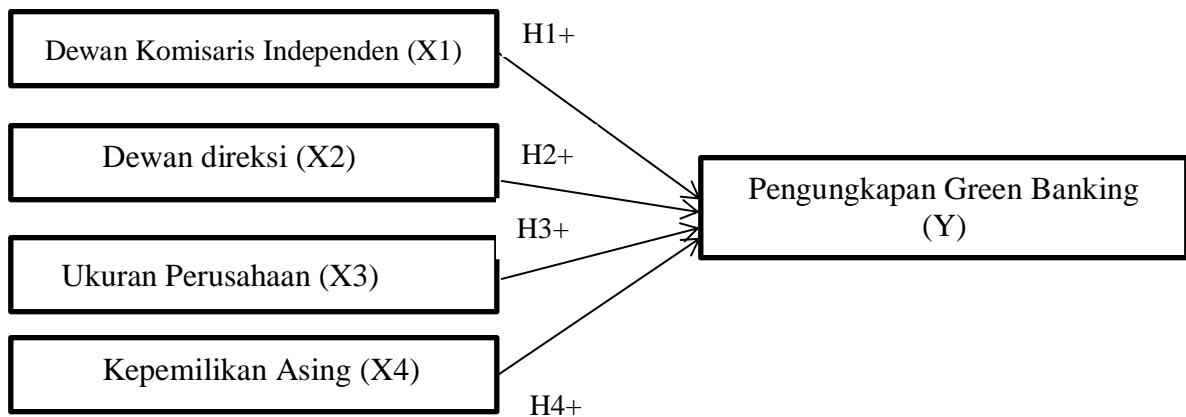 Dewan Komisaris Independen (X1)
H1+
Dewan direksi (X2)
H2+
Pengungkapan Green Banking
(Y)
H3+
Ukuran Perusahaan (X3)
Kepemilikan Asing (X4)
H4+